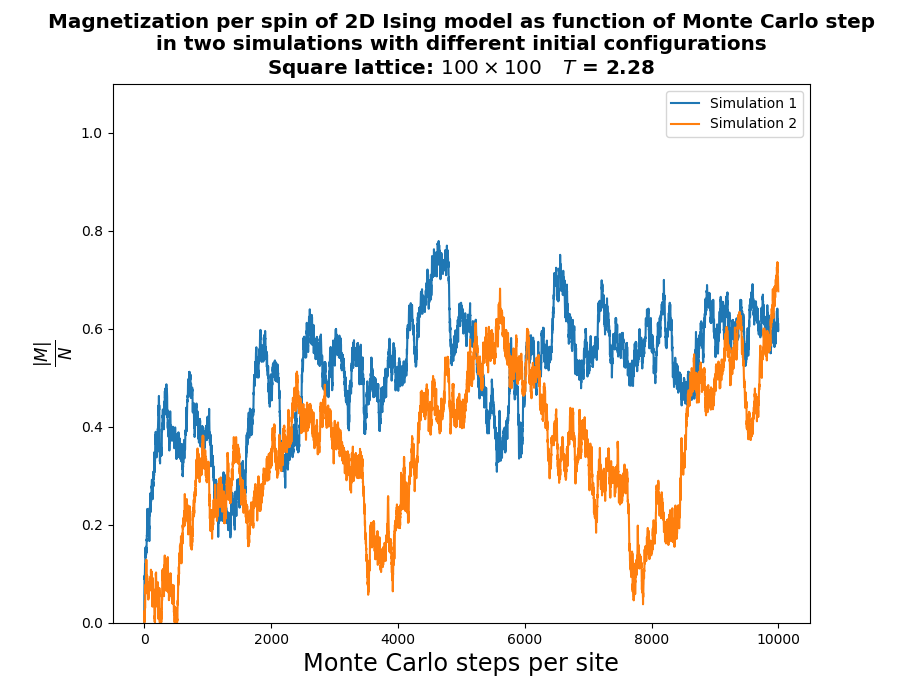 Magnetization per spin of 2D Ising model as function of Monte Carlo step
in two simulations with different initial configurations
Square lattice: 100 × 100 T = 2.28
Simulation 1
Simulation 2
1.0
0.8
0.6
0.4
0.2
0.0
|M|
N
0 2000 4000 6000 8000 10000
Monte Carlo steps per site